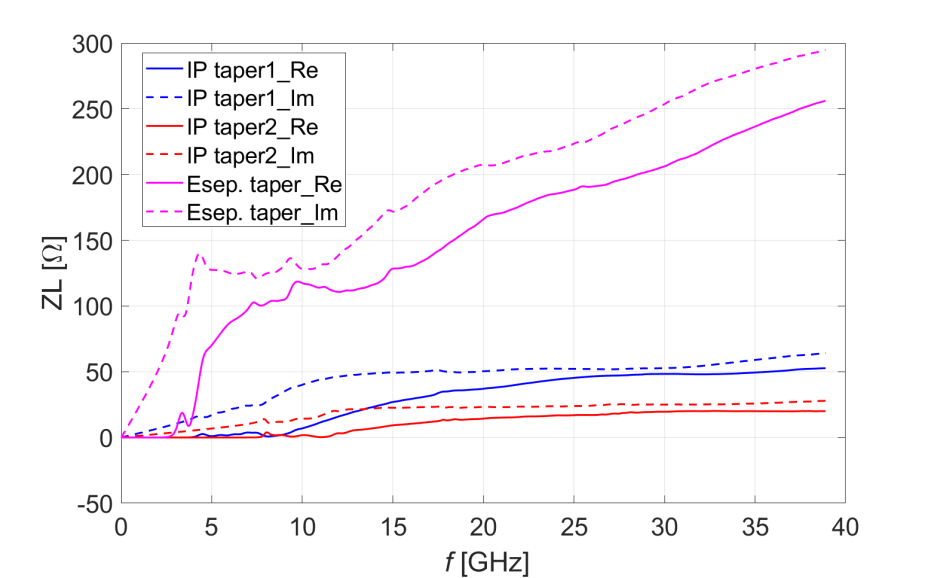 300
250
200
150
100
50
0
-50
ZL [Ω]
IP taper1_Re
IP taper1_Im
IP taper2_Re
IP taper2_Im
Esep. taper_Re
Esep. taper_Im
0 5 10 15 20 25 30 35 40
f [GHz]